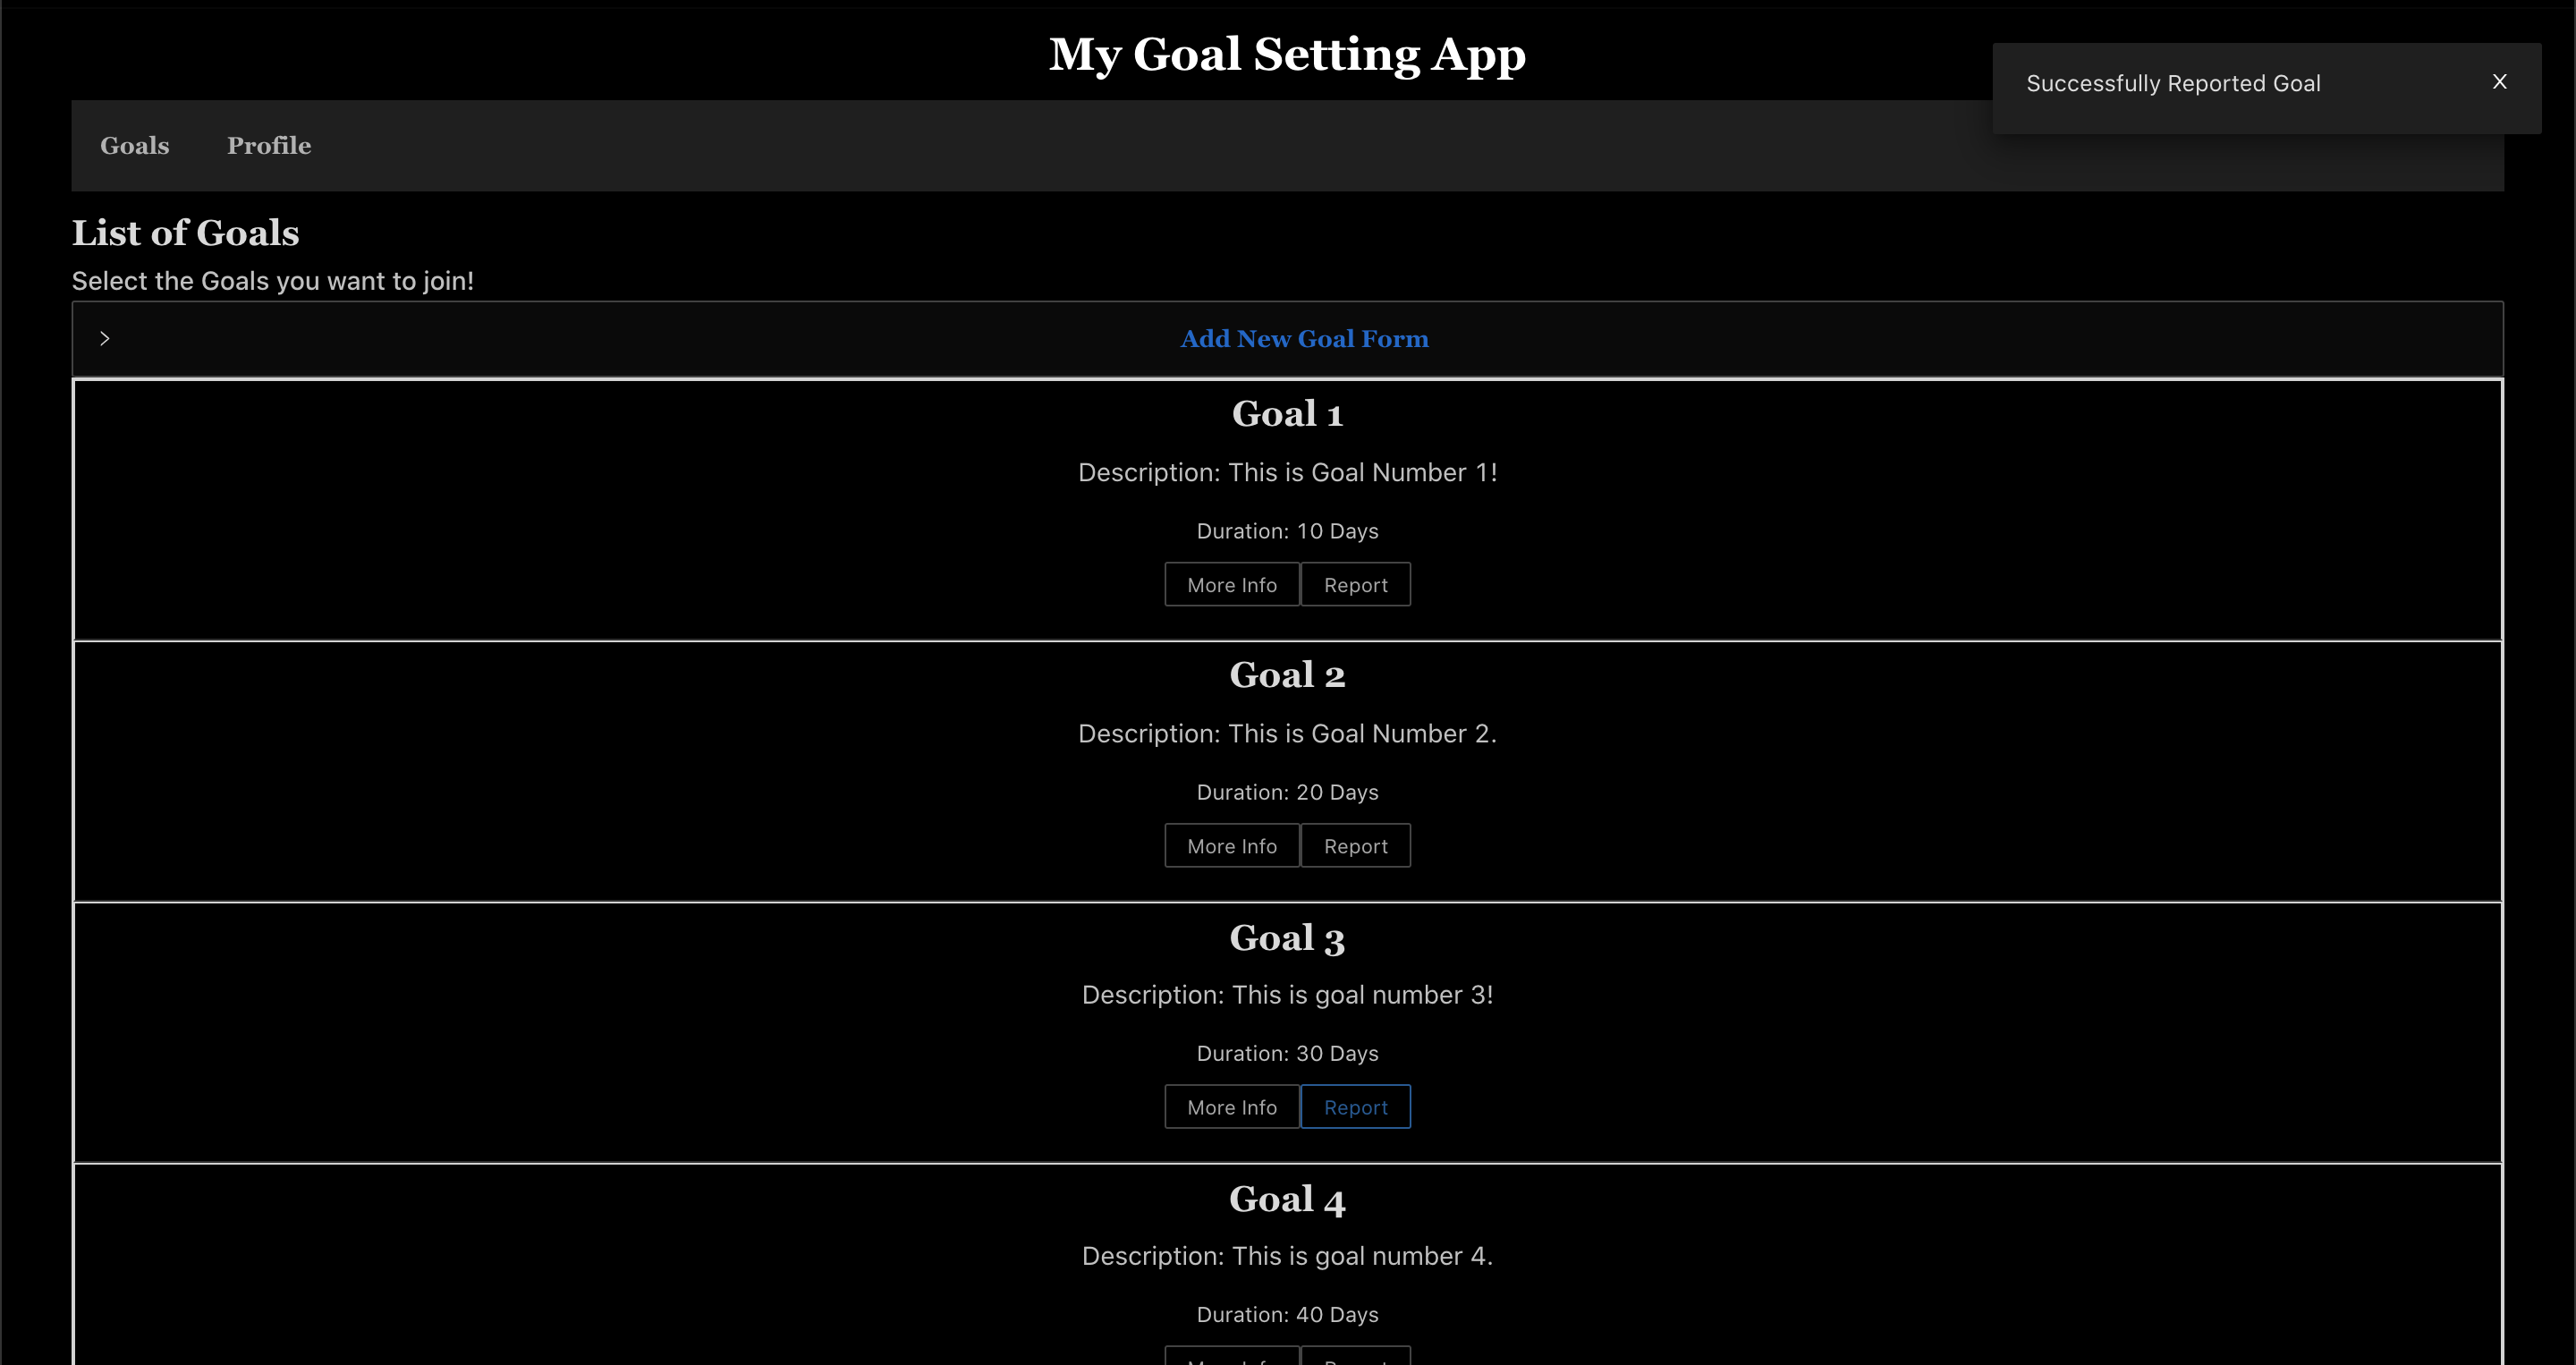 My Goal Setting App
Successfully Reported Goal X
Goals Profile
List of Goals
Select the Goals you want to join!
> Add New Goal Form
Goal 1
Description: This is Goal Number 1!
Duration: 10 Days
More Info Report
Goal 2
Description: This is Goal Number 2.
Duration: 20 Days
More Info Report
Goal 3
Description: This is goal number 3!
Duration: 30 Days
More Info Report
Goal 4
Description: This is goal number 4.
Duration: 40 Days